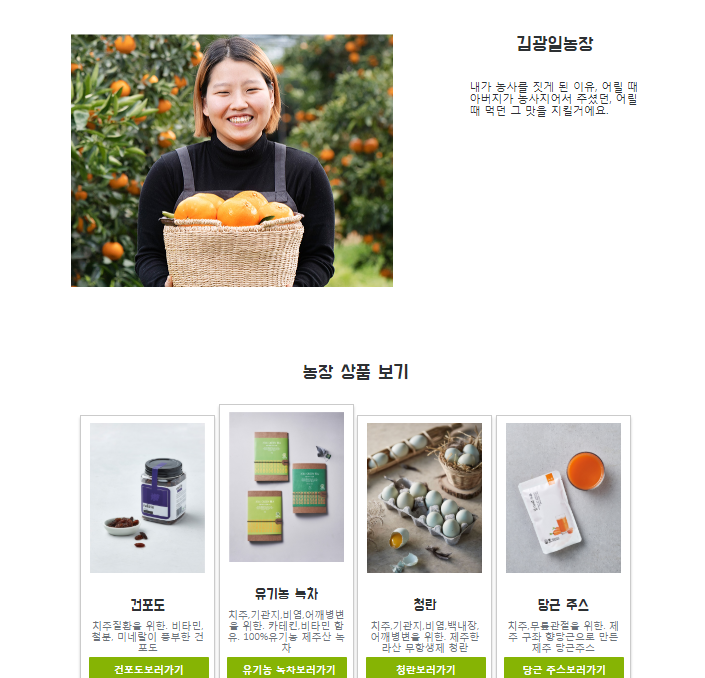 김광일농장
내가 농사를 짓게 된 이유, 어릴 때
아버지가 농사지어서 주셨던, 어릴
때 먹던 그 맛을 지킬거에요.
농장 상품 보기
건포도
치주질환을 위한. 비타민,
철분, 미네랄이 풍부한 건
포도
건포도보러가기
유기농 녹차
치주,기관지,비염,어깨병변
을 위한. 카테킨,비타민 함
유. 100%유기농 제주산 녹
차
유기농 녹차보러가기
청란
치주,기관지,비염,백내장,
어깨병변을 위한. 제주한
라산 무항생제 청란
청란보러가기
당근 주스
치주,무릎관절을 위한. 제
주 구좌 향당근으로 만든
제주 당근주스
당근 주스보러가기